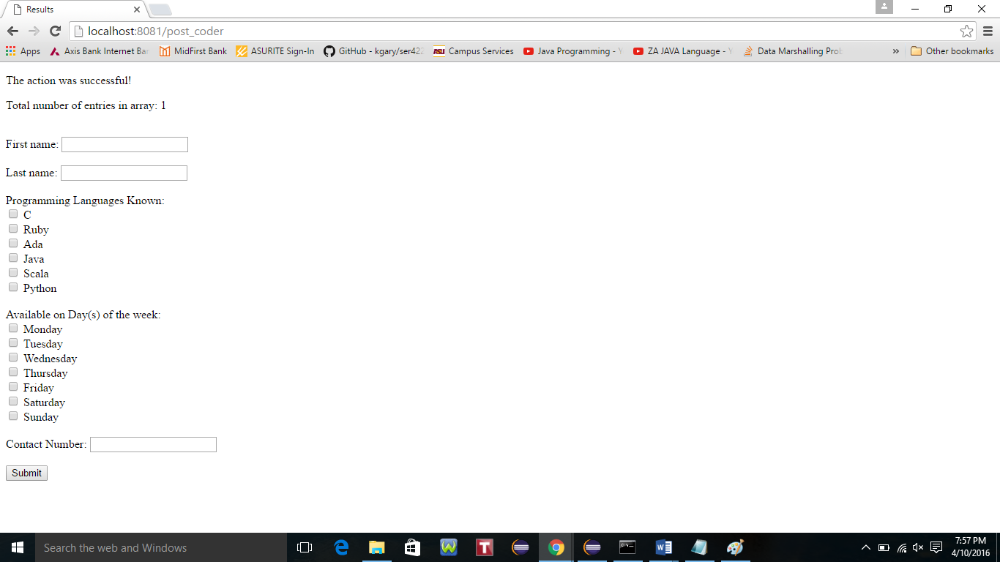 Results
localhost:8081/post_coder
Apps Axis Bank Internet Ban MidFirst Bank ASURITE Sign-In GitHub - kgary/ser422 ASU Campus Services Java Programming - Y ZA JAVA Language - Y Data Marshalling Prob » Other bookmarks
The action was successful!
Total number of entries in array: 1
First name:
Last name:
Programming Languages Known:
C
Ruby
Ada
Java
Scala
Python
Available on Day(s) of the week:
Monday
Tuesday
Wednesday
Thursday
Friday
Saturday
Sunday
Contact Number:
Submit
Search the web and Windows
7:57 PM
4/10/2016